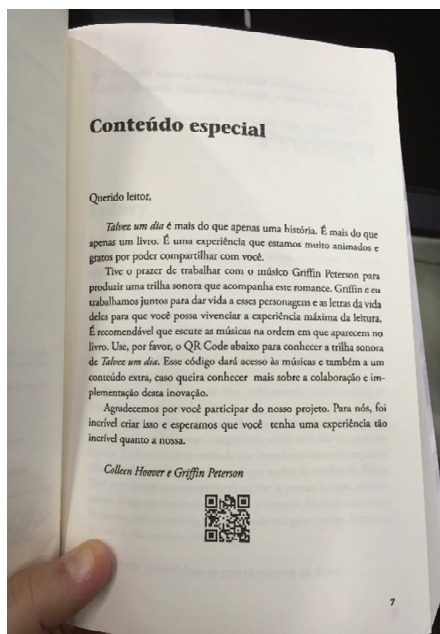 Conteúdo especial
Querido leitor,
Talvez um dia é mais do que apenas uma história. É mais do que
apenas um livro. É uma experiência que estamos muito animados e
gratos por poder compartilhar com você.
Tive o prazer de trabalhar com o músico Griffin Peterson para
produzir uma trilha sonora que acompanha este romance. Griffin e eu
trabalhamos juntos para dar vida a esses personagens e as letras da vida
deles para que você possa vivenciar a experiência máxima da leitura.
É recomendável que escute as músicas na ordem em que aparecem no
livro. Use, por favor, o QR Code abaixo para conhecer a trilha sonora
de Talvez um dia. Esse código dará acesso às músicas e também a um
conteúdo extra, caso queira conhecer mais sobre a colaboração e im-
plementação desta inovação.
Agradecemos por você participar do nosso projeto. Para nós, foi
incrível criar isso e esperamos que você tenha uma experiência tão
incrível quanto a nossa.
Colleen Hoover e Griffin Peterson
7